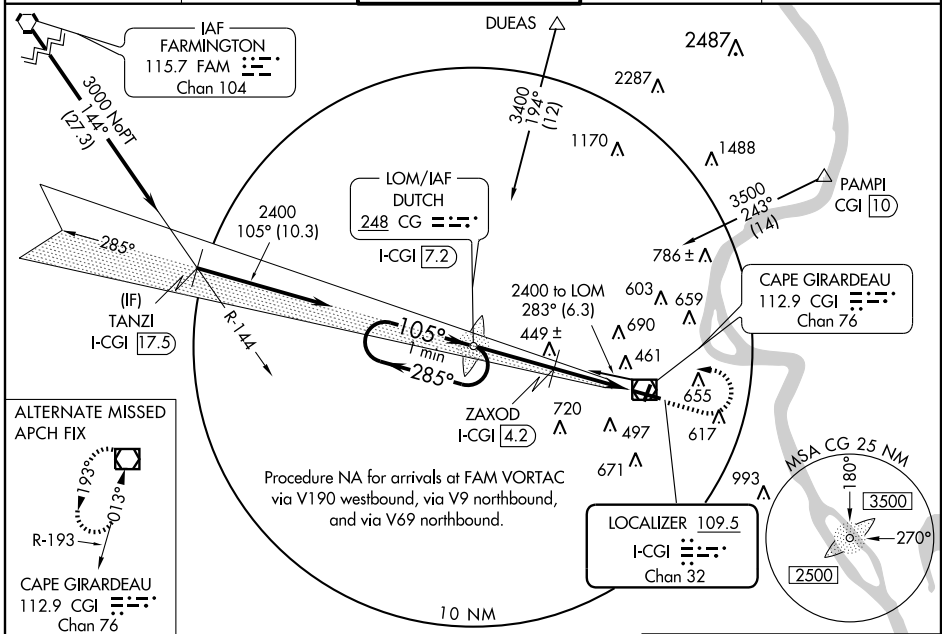 IAF
FARMINGTON
115.7 FAM
Chan 104
3000 NoPT
144°
(27.3)
DUEAS
3400
194°
(12)
2487
2287
1170
1488
PAMPI
CGI 10
3500
243°
(14)
LOM/IAF
DUTCH
248 CG
I-CGI 7.2
2400
105° (10.3)
285°
(IF)
TANZI
I-CGI 17.5
R-144
786 ±
CAPE GIRARDEAU
112.9 CGI
Chan 76
2400 to LOM
283° (6.3)
603
659
690
449 ±
461
105°
1 min
285°
655
ZAXOD
I-CGI 4.2
720
497
617
671
993
ALTERNATE MISSED
APCH FIX
193°
013°
R-193
CAPE GIRARDEAU
112.9 CGI
Chan 76
Procedure NA for arrivals at FAM VORTAC
via V190 westbound, via V9 northbound,
and via V69 northbound.
LOCALIZER 109.5
I-CGI
Chan 32
MSA CG 25 NM
180°
3500
270°
2500
10 NM